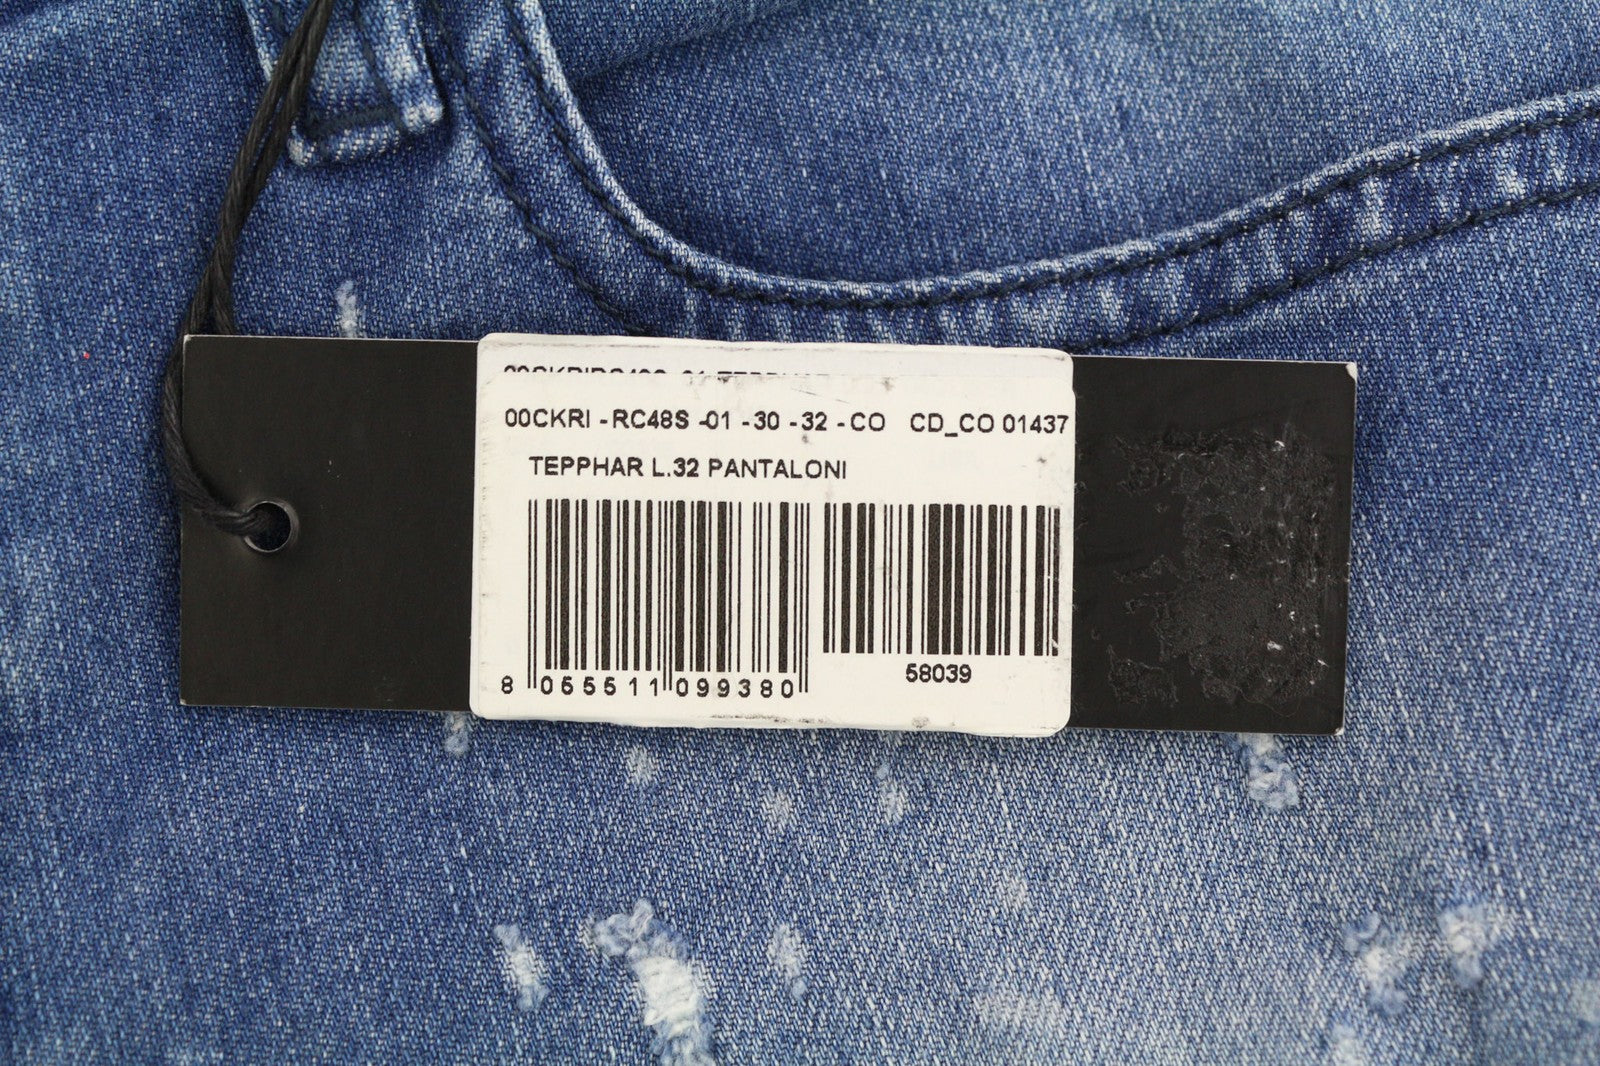 00CKRI -RC48S -01 -30 -32 - CO CD_CO 01437
TEPPHAR L.32 PANTALONI
58039
8 055511 099380